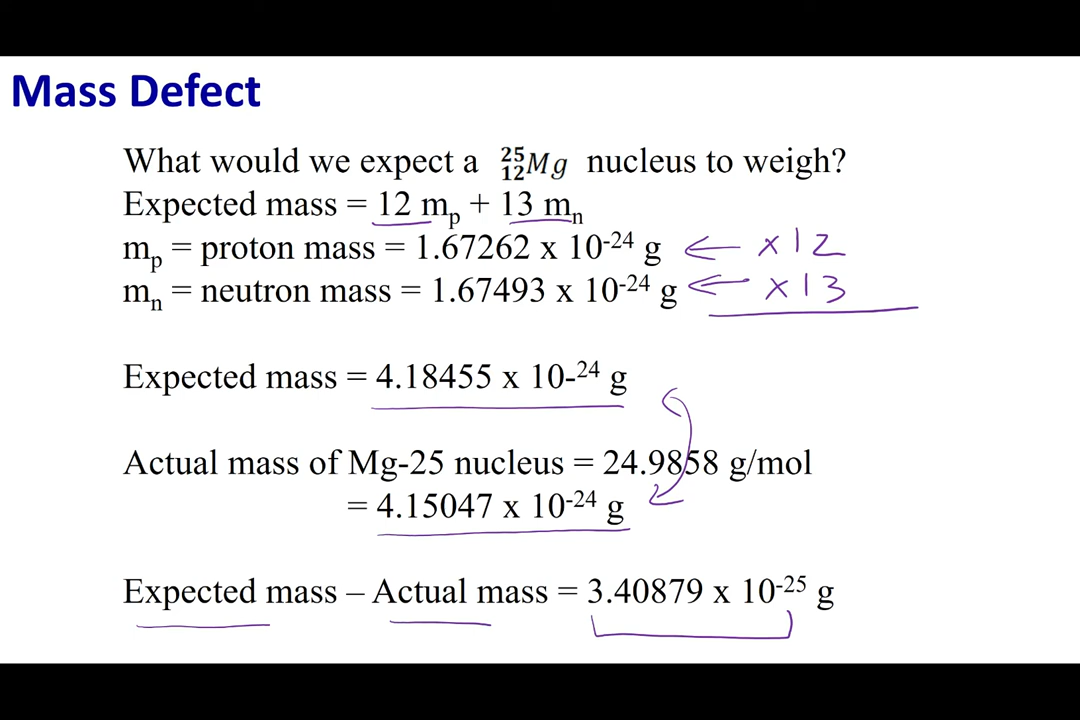 Mass Defect
What would we expect a ²⁵₁₂Mg nucleus to weigh?
Expected mass = 12 mₚ + 13 mₙ
mₚ = proton mass = 1.67262 x 10⁻²⁴ g ← x12
mₙ = neutron mass = 1.67493 x 10⁻²⁴ g ← x13
Expected mass = 4.18455 x 10-²⁴ g
Actual mass of Mg-25 nucleus = 24.9858 g/mol
= 4.15047 x 10⁻²⁴ g
Expected mass – Actual mass = 3.40879 x 10⁻²⁵ g